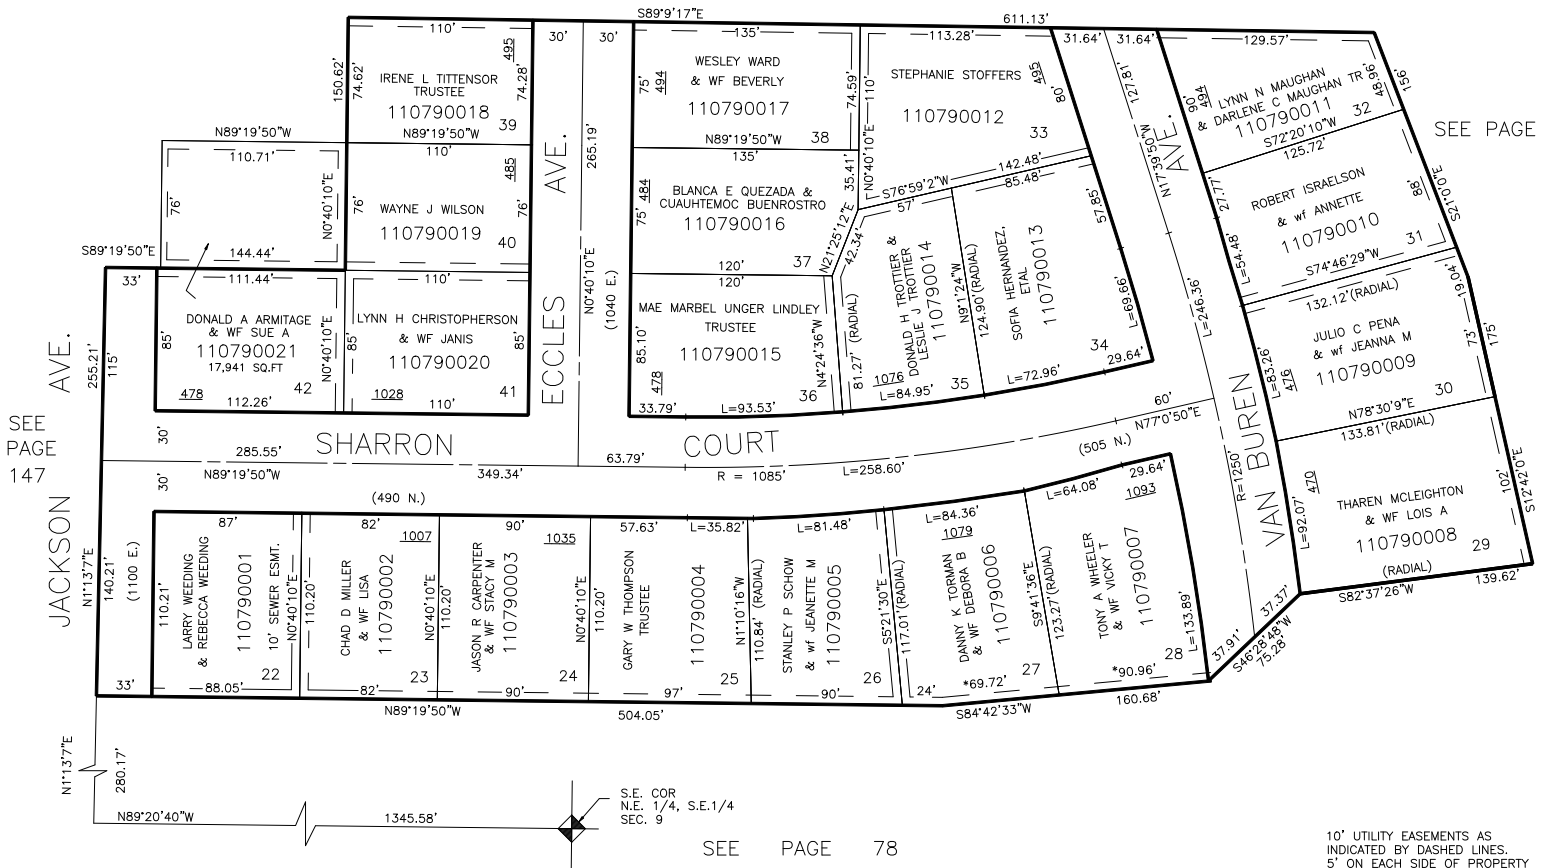 S89°9'17"E
611.13'
110'
150.62'
74.62'
495
74.28'
IRENE L TITTENSOR
TRUSTEE
110790018
39
30'
30'
135'
75'
494
WESLEY WARD
& WF BEVERLY
110790017
74.59'
N89°19'50"W
38
113.28'
STEPHANIE STOFFERS
495
80'
110790012
33
110'
N0°40'10"E
31.64'
31.64'
127.81'
129.57'
90'
494
LYNN N MAUGHAN
& DARLENE C MAUGHAN TR
110790011
32
48.96'
156'
S72°20'10"W
125.72'
SEE PAGE
N89°19'50"W
110.71'
76'
N0°40'10"E
144.44'
S89°19'50"E
N89°19'50"W
110'
485
76'
76'
WAYNE J WILSON
110790019
40
ECCLES AVE.
265.19'
N0°40'10"E
(1040 E.)
135'
35.41'
75'
484
BLANCA E QUEZADA &
CUAUHTEMOC BUENROSTRO
110790016
120'
37
N21°25'12"E
42.34'
S76°59'2"W
142.48'
57'
85.48'
57.85'
N17°39'50"W
AVE.
27.77'
L=54.48'
ROBERT ISRAELSON
& wf ANNETTE
110790010
31
88'
S21°10'0"E
S74°46'29"W
33'
111.44'
85'
DONALD A ARMITAGE
& WF SUE A
110790021
17,941 SQ.FT
478
42
112.26'
N0°40'10"E
110'
85'
LYNN H CHRISTOPHERSON
& WF JANIS
110790020
85'
1028
41
110'
120'
MAE MARBEL UNGER LINDLEY
TRUSTEE
110790015
85.10'
478
N4°24'36"W
36
33.79'
L=93.53'
81.27' (RADIAL)
DONALD H TROTTIER &
LESLIE J TROTTIER
110790014
1076
35
L=84.95'
N9°1'24"W
124.90' (RADIAL)
SOFIA HERNANDEZ,
ETAL
110790013
34
L=69.66'
29.64'
L=72.96'
L=246.36'
132.12'(RADIAL)
19.04'
JULIO C PENA
& wf JEANNA M
110790009
30
L=83.26'
476
73'
175'
N78°30'9"E
133.81'(RADIAL)
JACKSON AVE.
255.21'
115'
SEE
PAGE
147
30'
SHARRON COURT
285.55'
N89°19'50"W
349.34'
63.79'
R = 1085'
L=258.60'
(505 N.)
N77°0'50"E
60'
VAN BUREN
R=1250'
30'
(490 N.)
N1°13'7"E
140.21'
(1100 E.)
33'
87'
110.21'
LARRY WEEDING
& REBECCA WEEDING
110790001
10' SEWER ESMT.
N0°40'10"E
22
88.05'
82'
1007
110.20'
CHAD D MILLER
& WF LISA
110790002
N0°40'10"E
23
82'
90'
1035
110.20'
JASON R CARPENTER
& WF STACY M
110790003
N0°40'10"E
24
90'
57.63'
L=35.82'
110.20'
GARY W THOMPSON
TRUSTEE
110790004
N1°10'16"W
25
97'
L=81.48'
110.84' (RADIAL)
STANLEY P SCHOW
& wf JEANETTE M
110790005
S5°21'30"E
26
90'
L=84.36'
1079
117.01'(RADIAL)
DANNY K TORMAN
& WF DEBORA B
110790006
S9°41'36"E
27
24'
*69.72'
L=64.08'
29.64'
1093
123.27'(RADIAL)
TONY A WHEELER
& WF VICKY T
110790007
L=133.89'
28
*90.96'
L=92.07'
470
THAREN MCLEIGHTON
& WF LOIS A
110790008
29
102'
S12°42'0"E
(RADIAL)
S82°37'26"W
139.62'
37.37'
37.91'
S46°28'48"W
75.28'
N89°19'50"W
504.05'
S84°42'33"W
160.68'
N1°13'7"E
280.17'
N89°20'40"W
1345.58'
S.E. COR
N.E. 1/4, S.E.1/4
SEC. 9
SEE PAGE 78
10' UTILITY EASEMENTS AS
INDICATED BY DASHED LINES.
5' ON EACH SIDE OF PROPERTY